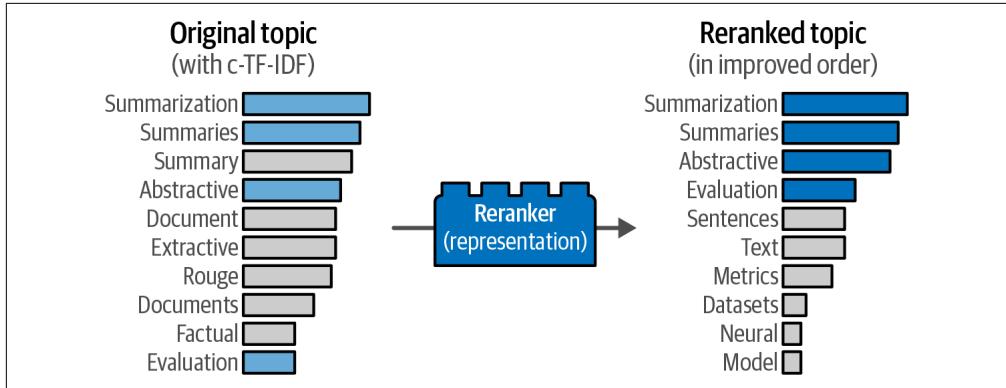 Original topic
(with c-TF-IDF)
Summarization
Summaries
Summary
Abstractive
Document
Extractive
Rouge
Documents
Factual
Evaluation
Reranker
(representation)
Reranked topic
(in improved order)
Summarization
Summaries
Abstractive
Evaluation
Sentences
Text
Metrics
Datasets
Neural
Model